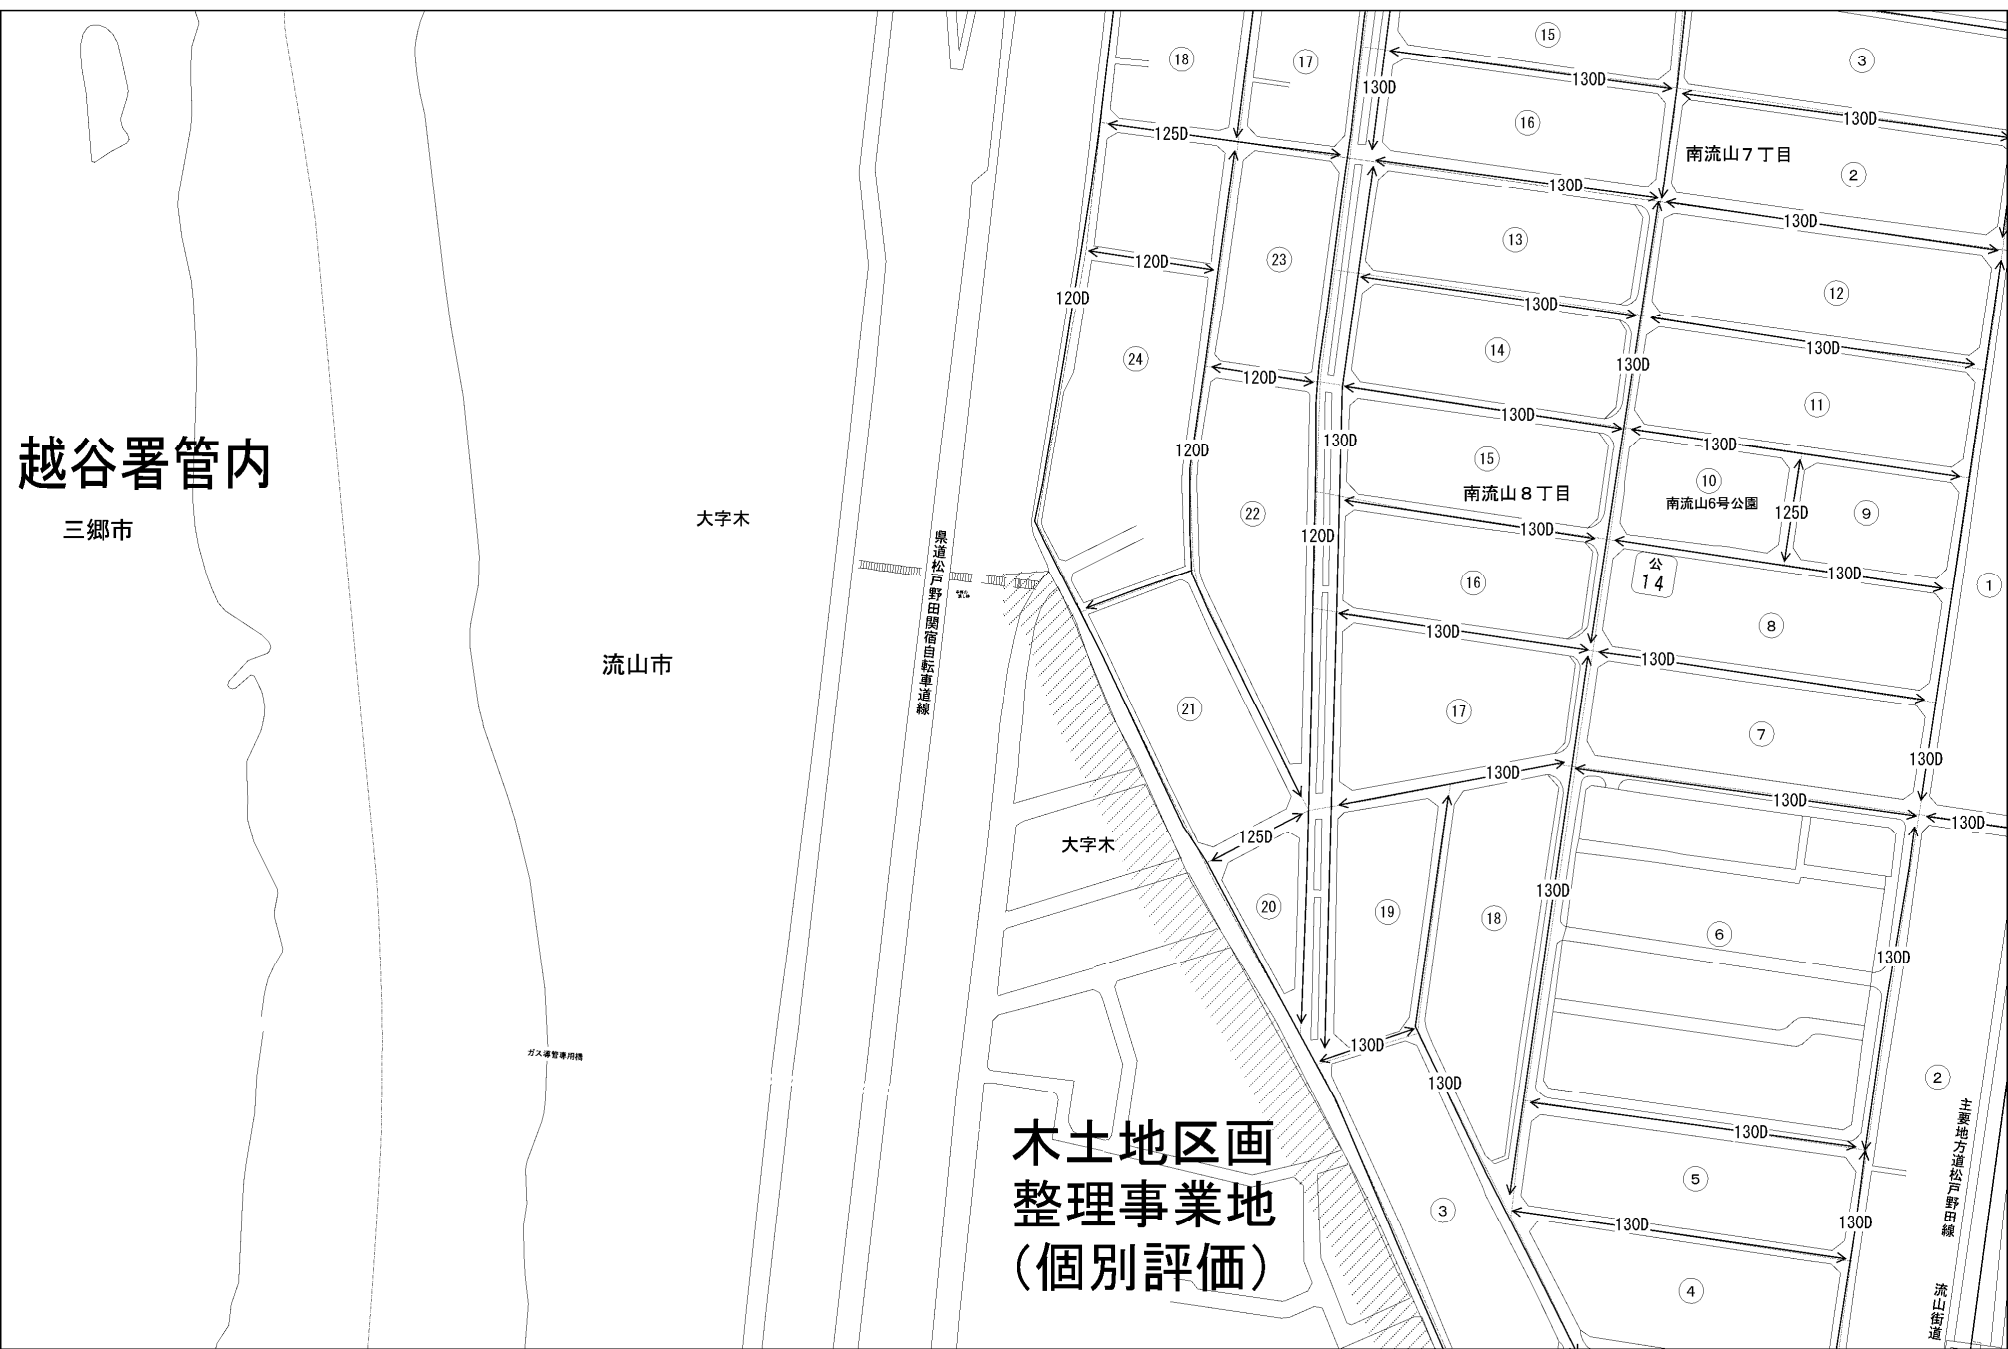 越谷署管内
三郷市
流山市
大字木
県道松戸野田関宿自転車道線
ガス導管専用橋
大字木
木土地区画
整理事業地
(個別評価)
18
17
125D
120D
120D
24
23
120D
120D
22
120D
21
125D
20
130D
15
130D
3
130D
16
南流山7丁目
2
130D
130D
13
12
130D
130D
14
130D
11
130D
130D
130D
15
南流山8丁目
10
南流山6号公園
125D
9
130D
130D
公
14
1
16
8
130D
130D
17
7
130D
130D
130D
130D
130D
19
18
6
130D
130D
130D
2
130D
5
130D
130D
3
4
主要地方道松戸野田線
流山街道